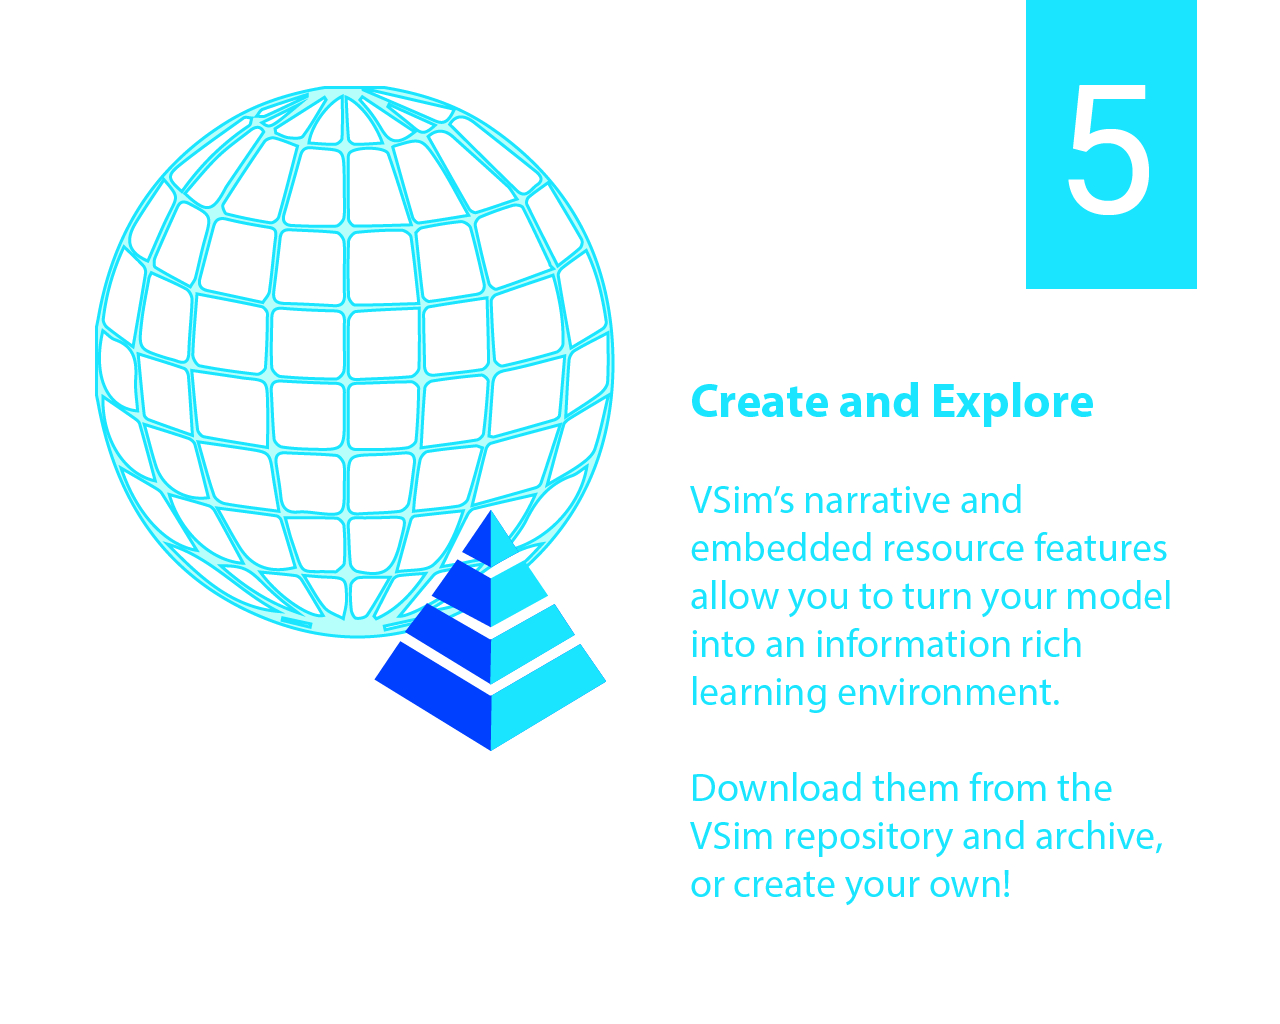 5
Create and Explore
VSim’s narrative and
embedded resource features
allow you to turn your model
into an information rich
learning environment.
Download them from the
VSim repository and archive,
or create your own!